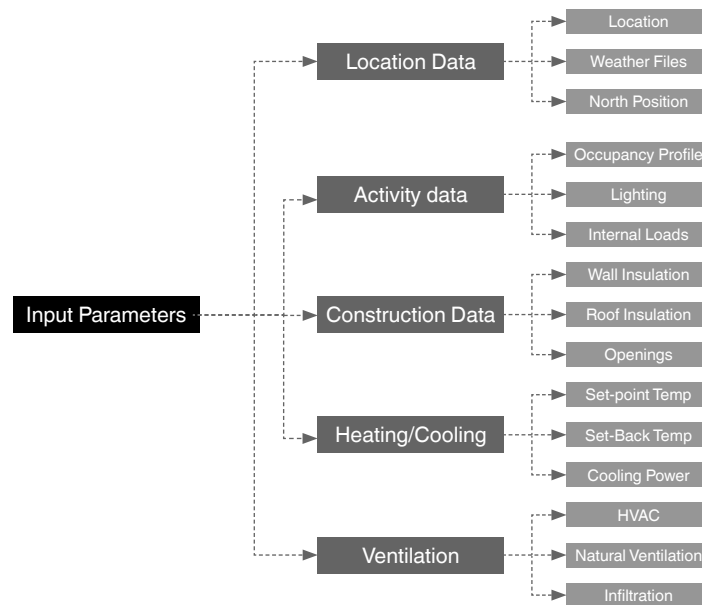 Input Parameters
Location Data
Location
Weather Files
North Position
Activity data
Occupancy Profile
Lighting
Internal Loads
Construction Data
Wall Insulation
Roof Insulation
Openings
Heating/Cooling
Set-point Temp
Set-Back Temp
Cooling Power
Ventilation
HVAC
Natural Ventilation
Infiltration